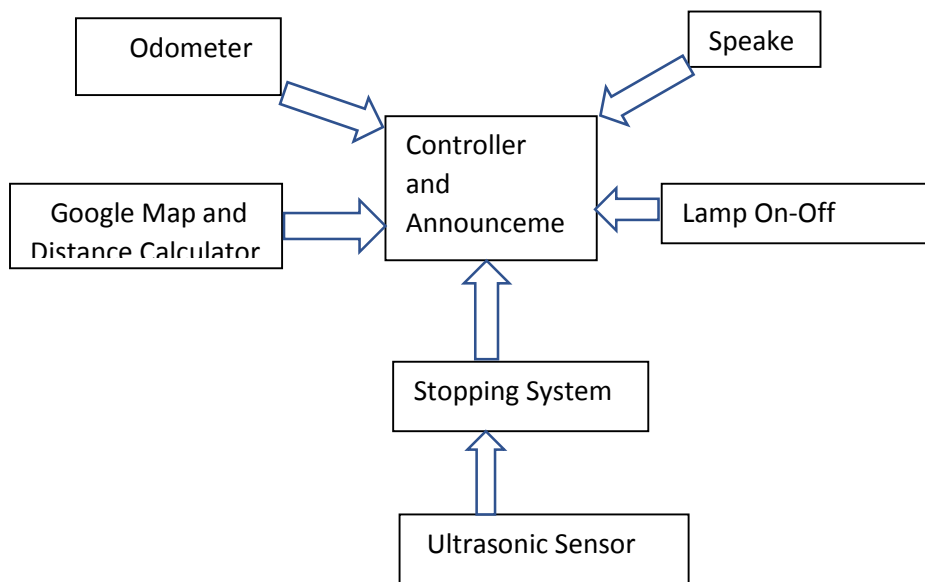 Odometer
Speake
Controller
and
Announceme
Google Map and
Distance Calculator
Lamp On-Off
Stopping System
Ultrasonic Sensor